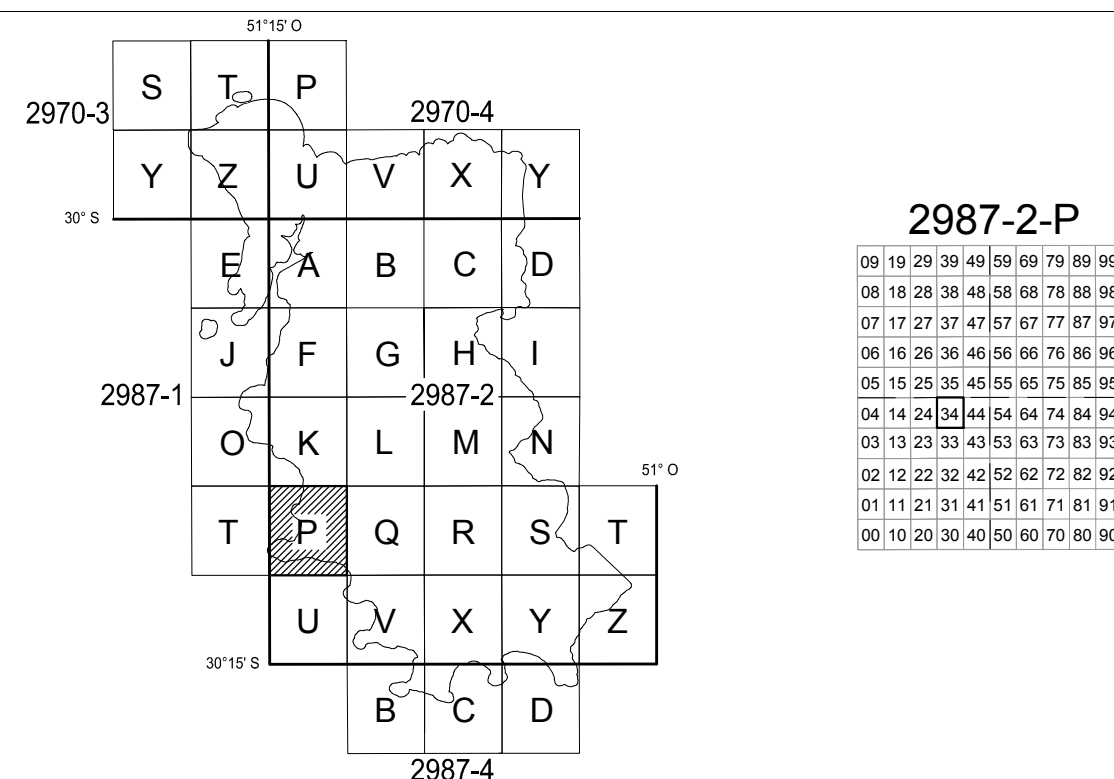 51°15' O
S T P
2970-3 2970-4
Y Z U V X Y
30° S
E A B C D
J F G H I
2987-1 2987-2
O K L M N
51° O
T P Q R S T
U V X Y Z
30°15' S
B C D
2987-4
2987-2-P
09 19 29 39 49 59 69 79 89 99
08 18 28 38 48 58 68 78 88 98
07 17 27 37 47 57 67 77 87 97
06 16 26 36 46 56 66 76 86 96
05 15 25 35 45 55 65 75 85 95
04 14 24 34 44 54 64 74 84 94
03 13 23 33 43 53 63 73 83 93
02 12 22 32 42 52 62 72 82 92
01 11 21 31 41 51 61 71 81 91
00 10 20 30 40 50 60 70 80 90